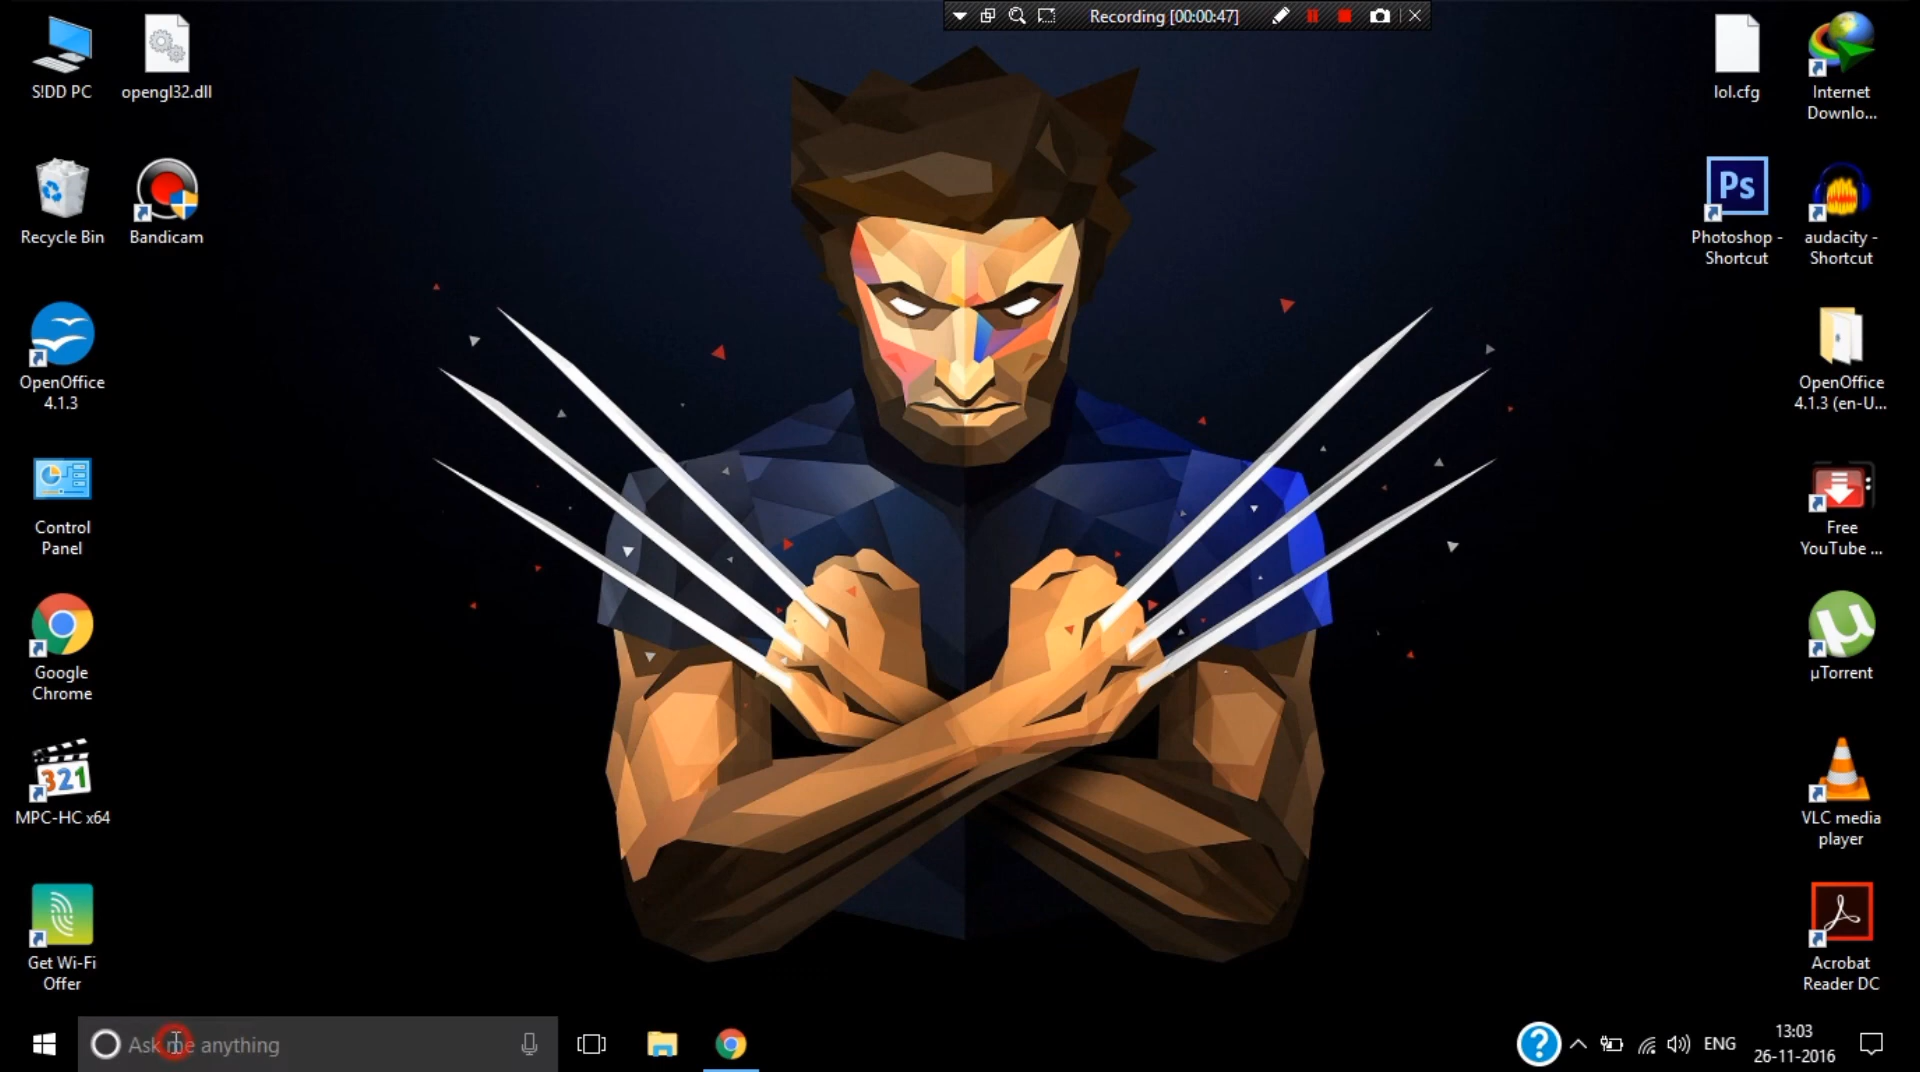 Recording [00:00:47]
S!DD PC
opengl32.dll
lol.cfg
Internet
Downlo...
Recycle Bin
Bandicam
Ps
Photoshop -
Shortcut
audacity -
Shortcut
OpenOffice
4.1.3
OpenOffice
4.1.3 (en-U...
Control
Panel
Free
YouTube ...
Google
Chrome
µ
µTorrent
321
MPC-HC x64
VLC media
player
Get Wi-Fi
Offer
Acrobat
Reader DC
Ask me anything
?
ENG
13:03
26-11-2016